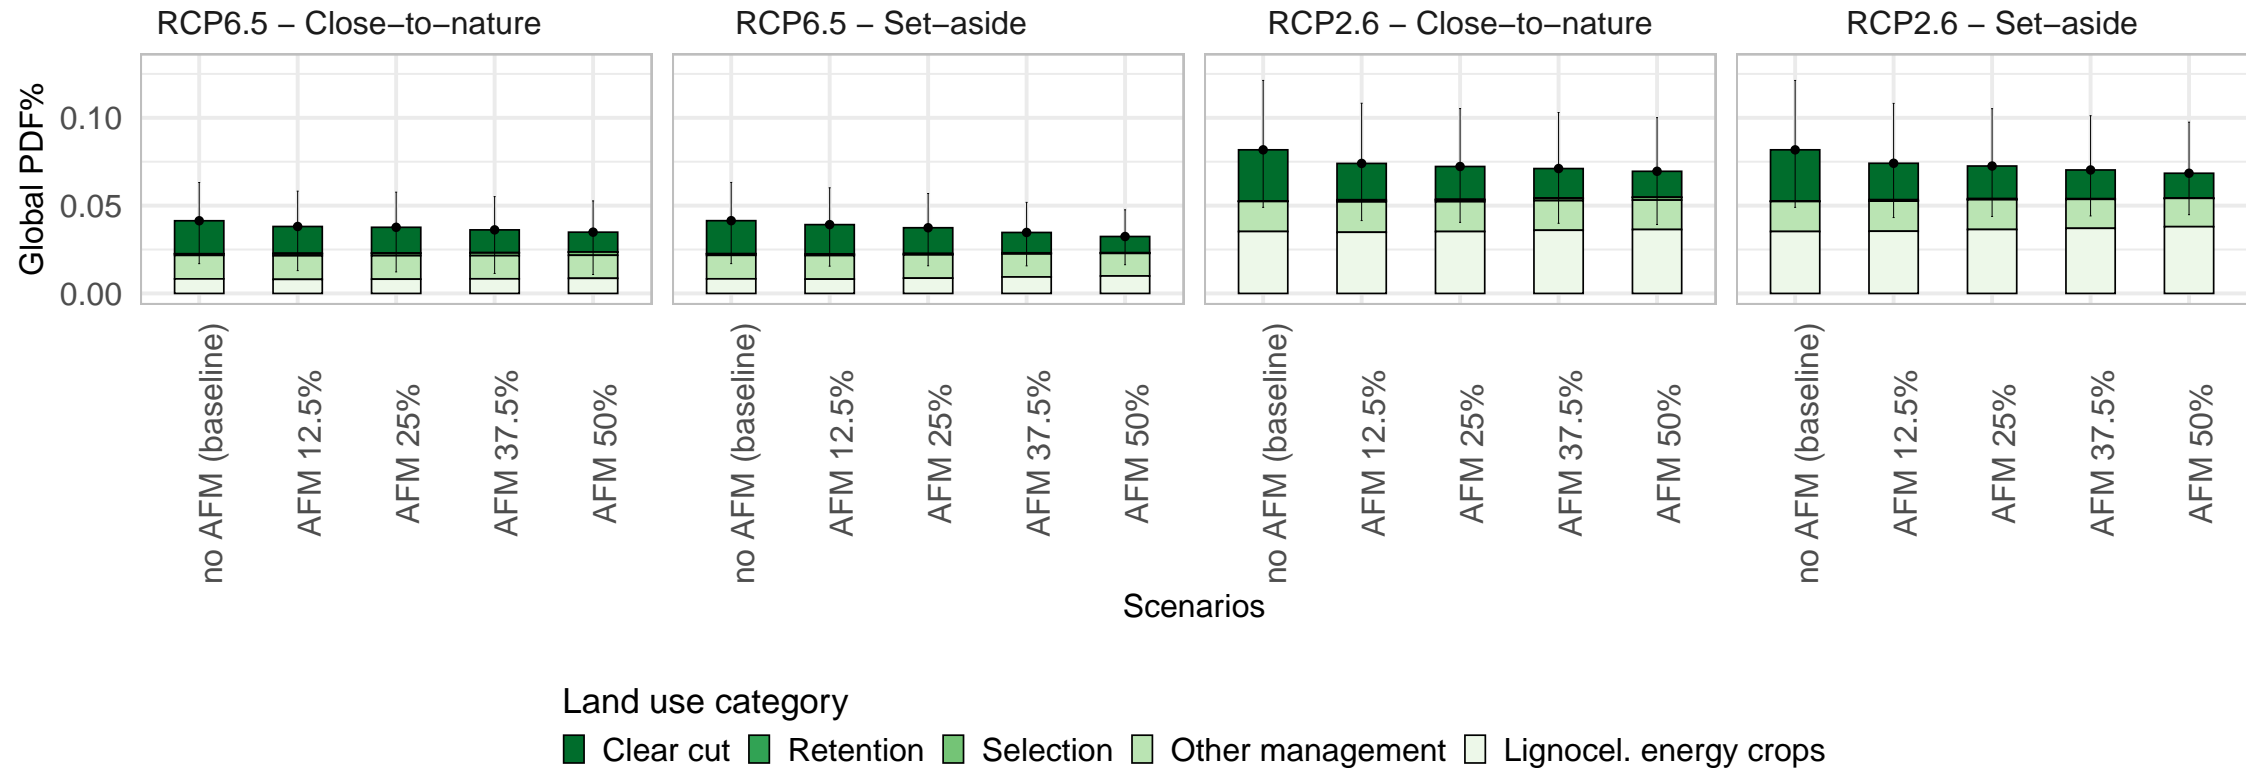 RCP6.5 − Close−to−nature
RCP6.5 − Set−aside
RCP2.6 − Close−to−nature
RCP2.6 − Set−aside
Global PDF%
0.10
0.05
0.00
no AFM (baseline)
AFM 12.5%
AFM 25%
AFM 37.5%
AFM 50%
no AFM (baseline)
AFM 12.5%
AFM 25%
AFM 37.5%
AFM 50%
no AFM (baseline)
AFM 12.5%
AFM 25%
AFM 37.5%
AFM 50%
no AFM (baseline)
AFM 12.5%
AFM 25%
AFM 37.5%
AFM 50%
Scenarios
Land use category
Clear cut
Retention
Selection
Other management
Lignocel. energy crops